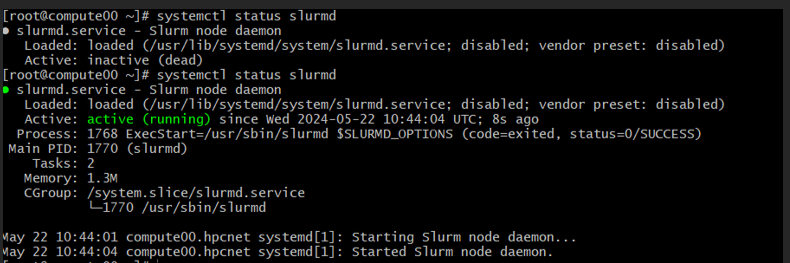 [root@compute00 ~]# systemctl status slurmd
● slurmd.service - Slurm node daemon
Loaded: loaded (/usr/lib/systemd/system/slurmd.service; disabled; vendor preset: disabled)
Active: inactive (dead)
[root@compute00 ~]# systemctl status slurmd
● slurmd.service - Slurm node daemon
Loaded: loaded (/usr/lib/systemd/system/slurmd.service; disabled; vendor preset: disabled)
Active: active (running) since Wed 2024-05-22 10:44:04 UTC; 8s ago
Process: 1768 ExecStart=/usr/sbin/slurmd $SLURMD_OPTIONS (code=exited, status=0/SUCCESS)
Main PID: 1770 (slurmd)
Tasks: 2
Memory: 1.3M
CGroup: /system.slice/slurmd.service
└─1770 /usr/sbin/slurmd
May 22 10:44:01 compute00.hpcnet systemd[1]: Starting Slurm node daemon...
May 22 10:44:04 compute00.hpcnet systemd[1]: Started Slurm node daemon.